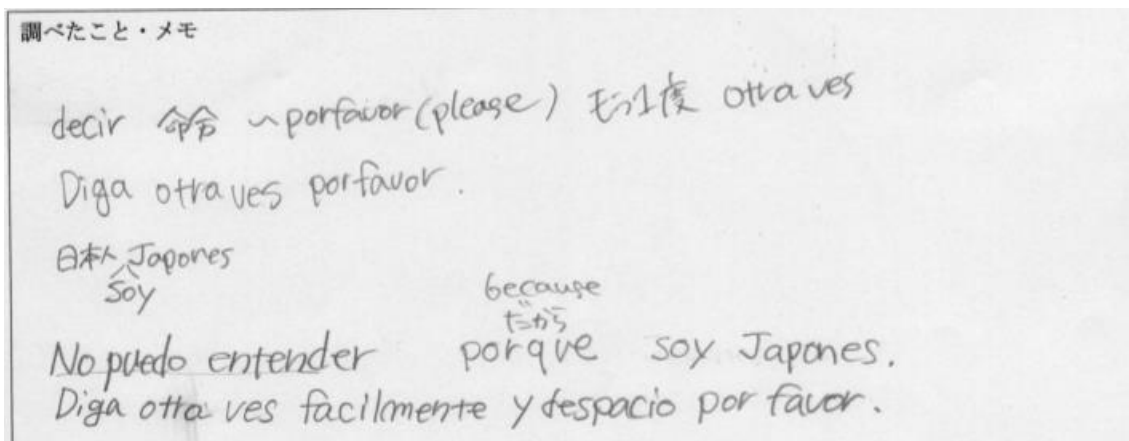 調べたこと・メモ
decir 命令 ~porfavor(please) もう1度 otra ves
Diga otra ves porfavor.
日本人 Japones
Soy
because
"
だから
No puedo entender porque soy Japones.
Diga otra ves facilmente y despacio por favor.